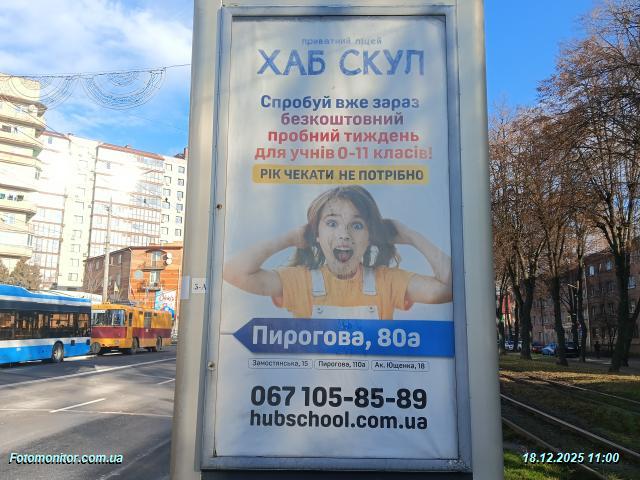 приватний ліцей
ХАБ СКУЛ
Спробуй вже зараз
безкоштовний
пробний тиждень
для учнів 0-11 класів!
РІК ЧЕКАТИ НЕ ПОТРІБНО
5-А
Пирогова, 80а
Замостянська, 15
Пирогова, 110а
Ак. Ющенка, 18
067 105-85-89
hubschool.com.ua
Fotomonitor.com.ua
18.12.2025 11:00